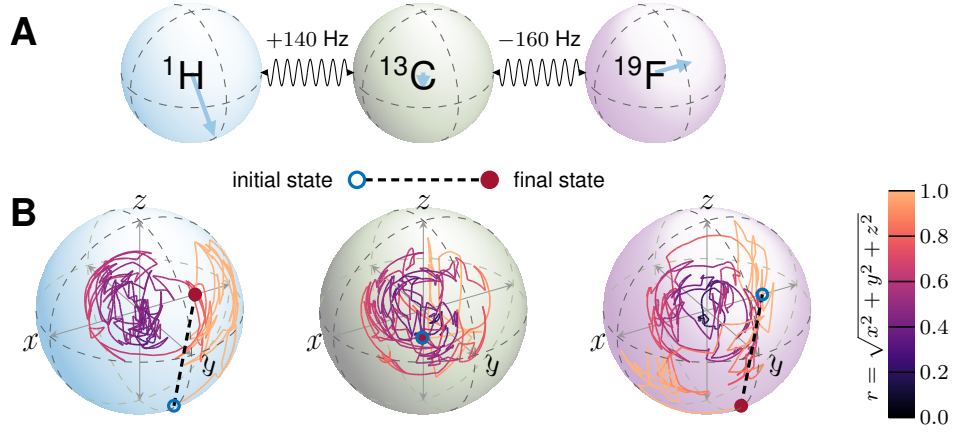 A
+140 Hz
−160 Hz
¹H
¹³C
¹⁹F
initial state
final state
B
z
z
z
x
y
x
y
x
y
1.0
0.8
0.6
0.4
0.2
0.0
r = √x² + y² + z²